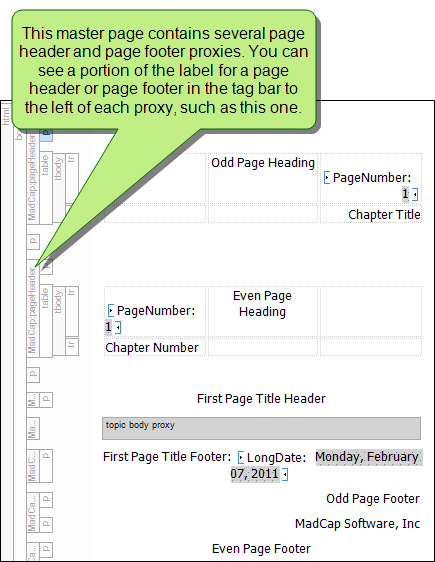 This master page contains several page
header and page footer proxies. You can
see a portion of the label for a page
header or page footer in the tag bar to
the left of each proxy, such as this one.
html
p
MadCap:pageHeader
table
tbody
tr
Odd Page Heading
PageNumber:
1
tr
Chapter Title
p
MadCap:pageHeader
p
table
tbody
tr
PageNumber:
1
Even Page
Heading
tr
Chapter Number
p
M...
p
First Page Title Header
Ma...
topic body proxy
MadC...
p
First Page Title Footer: LongDate: Monday, February
07, 2011
MadCa...
p
Odd Page Footer
p
MadCap Software, Inc
MadCa...
p
Even Page Footer